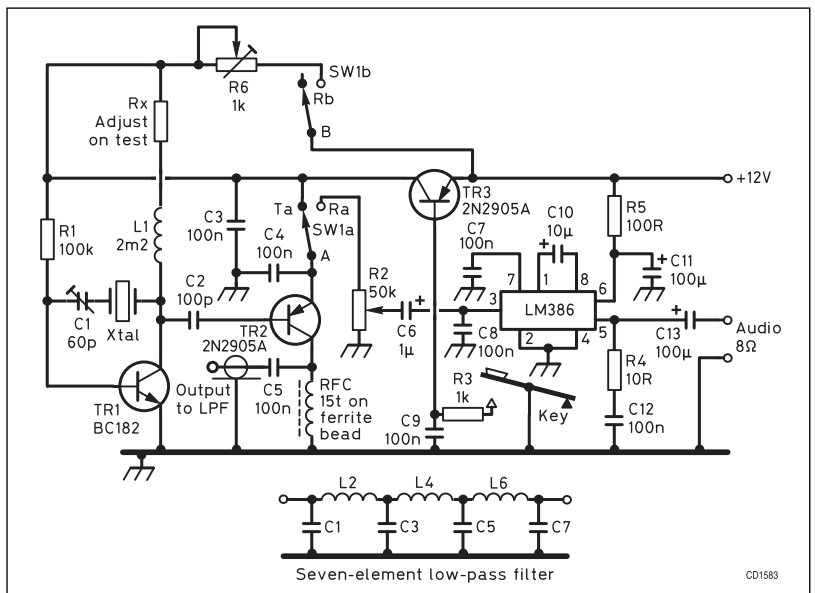 SW1b
R6
1k
Rb
B
Rx
Adjust
on test
+12V
TR3
2N2905A
R1
100k
L1
2m2
C3
100n
Ta
Ra
SW1a
C4
100n
A
C7
100n
C10
+
10µ
R5
100R
C11
+
100µ
C2
100p
R2
50k
7
1
8
6
3
LM386
5
2
4
C1
60p
Xtal
TR2
2N2905A
C6
+
1µ
C8
100n
C13
+
100µ
Audio
8Ω
R4
10R
TR1
BC182
Output
to LPF
C5
100n
RFC
15t on
ferrite
bead
R3
1k
Key
C9
100n
C12
100n
L2
L4
L6
C1
C3
C5
C7
Seven-element low-pass filter
CD1583